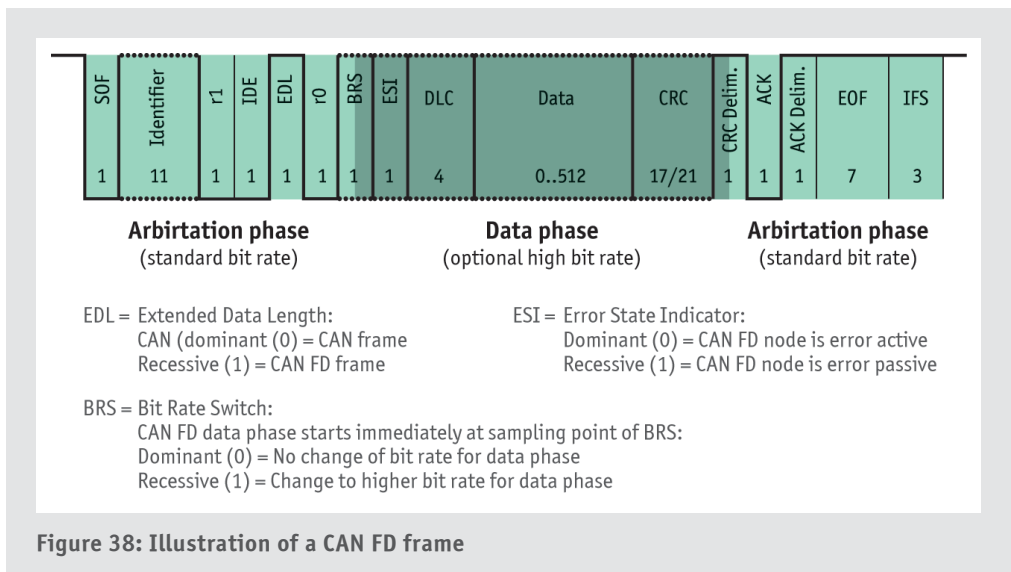 SOF Identifier r1 IDE EDL r0 BRS ESI DLC Data CRC CRC Delim. ACK ACK Delim. EOF IFS
1 11 1 1 1 1 1 1 4 0..512 17/21 1 1 1 7 3
Arbirtation phase Data phase Arbirtation phase
(standard bit rate) (optional high bit rate) (standard bit rate)
EDL = Extended Data Length:
CAN (dominant (0) = CAN frame
Recessive (1) = CAN FD frame
ESI = Error State Indicator:
Dominant (0) = CAN FD node is error active
Recessive (1) = CAN FD node is error passive
BRS = Bit Rate Switch:
CAN FD data phase starts immediately at sampling point of BRS:
Dominant (0) = No change of bit rate for data phase
Recessive (1) = Change to higher bit rate for data phase
Figure 38: Illustration of a CAN FD frame